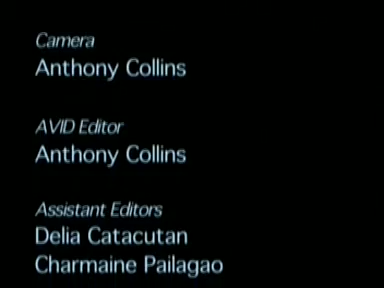 Camera
Anthony Collins
AVID Editor
Anthony Collins
Assistant Editors
Delia Catacutan
Charmaine Pailagao